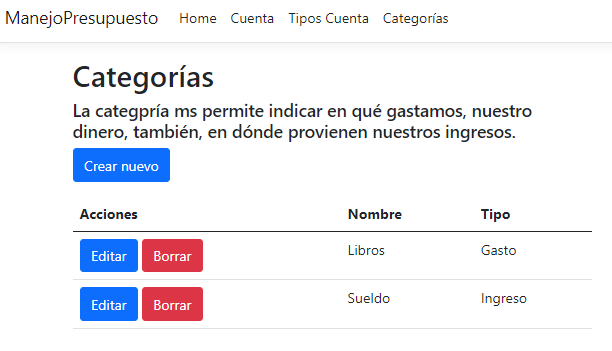 ManejoPresupuesto Home Cuenta Tipos Cuenta Categorías
Categorías
La categpría ms permite indicar en qué gastamos, nuestro
dinero, también, en dónde provienen nuestros ingresos.
Crear nuevo
Acciones Nombre Tipo
Editar Borrar Libros Gasto
Editar Borrar Sueldo Ingreso